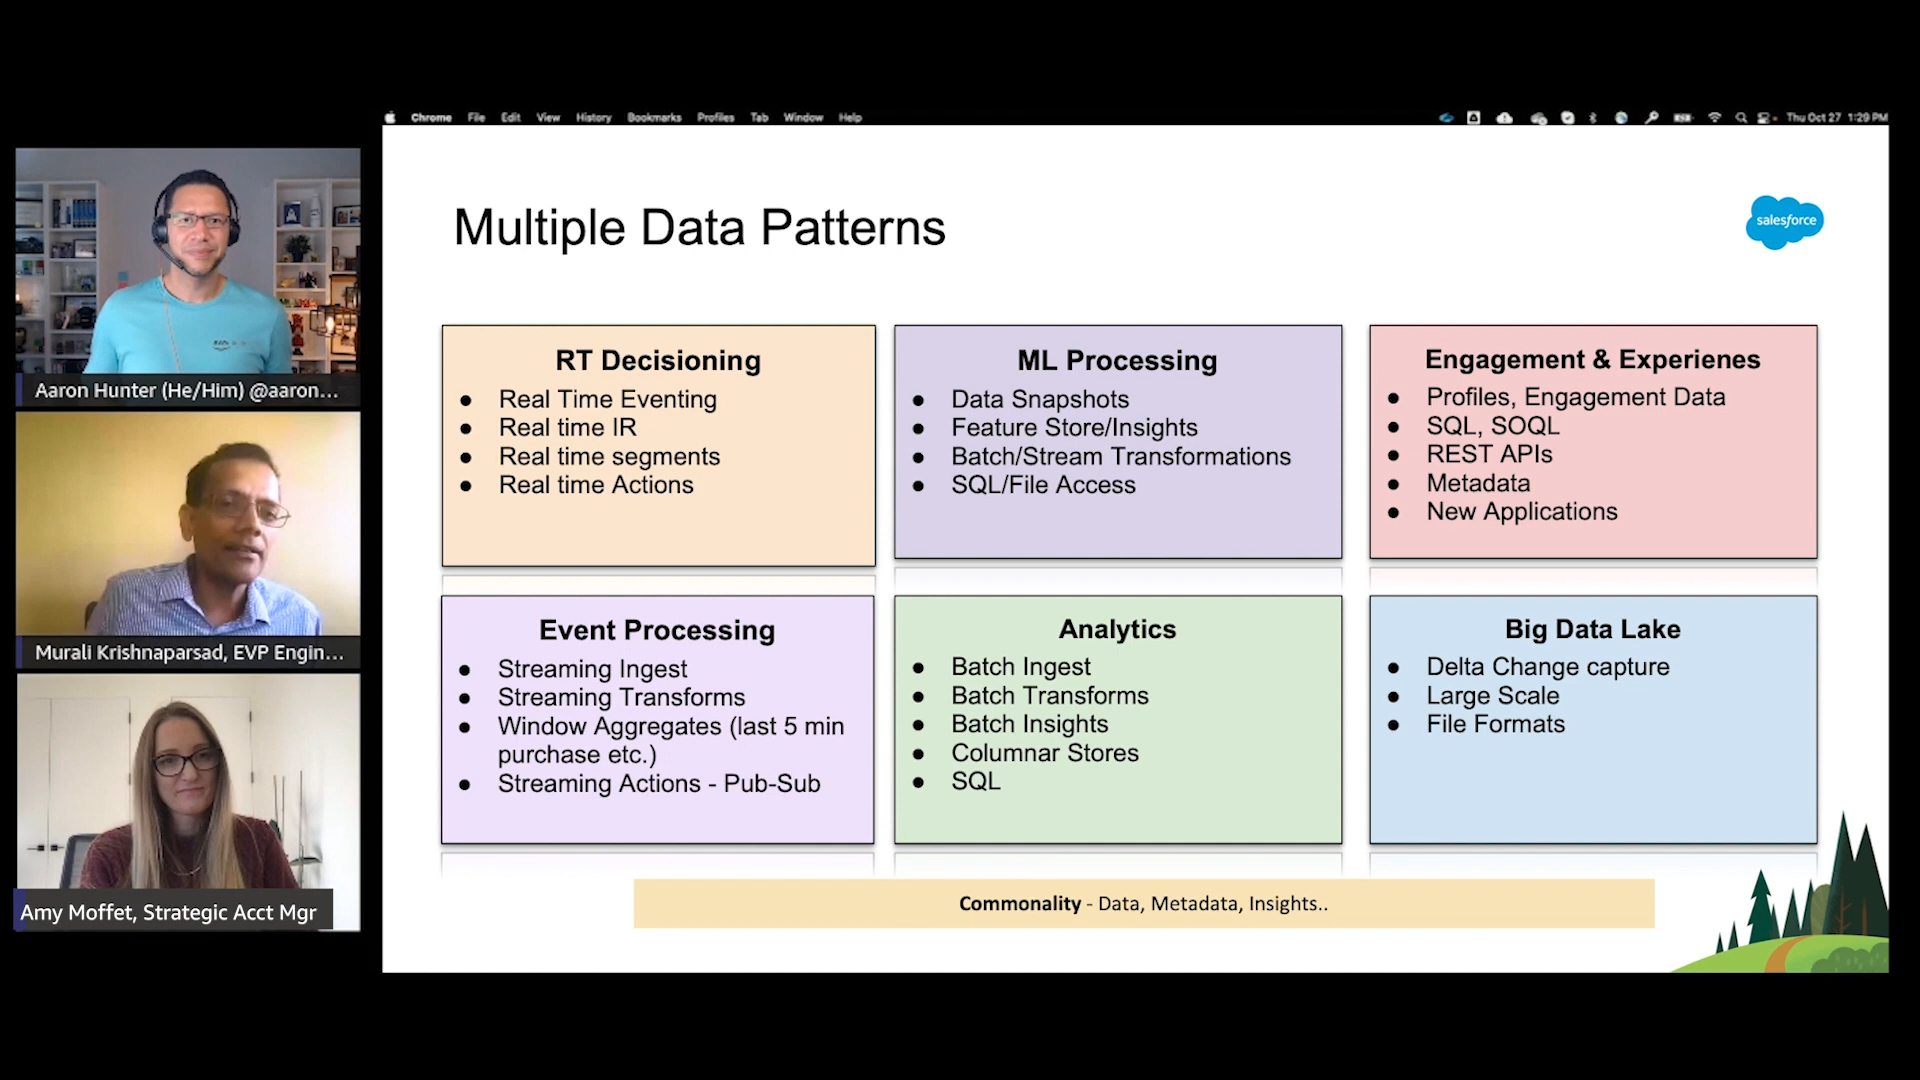 Chrome File Edit View History Bookmarks Profiles Tab Window Help
Thu Oct 27 1:29 PM
Aaron Hunter (He/Him) @aaron...
Murali Krishnaparsad, EVP Engin...
Amy Moffet, Strategic Acct Mgr
Multiple Data Patterns
salesforce
RT Decisioning
● Real Time Eventing
● Real time IR
● Real time segments
● Real time Actions
ML Processing
● Data Snapshots
● Feature Store/Insights
● Batch/Stream Transformations
● SQL/File Access
Engagement & Experienes
● Profiles, Engagement Data
● SQL, SOQL
● REST APIs
● Metadata
● New Applications
Event Processing
● Streaming Ingest
● Streaming Transforms
● Window Aggregates (last 5 min
purchase etc.)
● Streaming Actions - Pub-Sub
Analytics
● Batch Ingest
● Batch Transforms
● Batch Insights
● Columnar Stores
● SQL
Big Data Lake
● Delta Change capture
● Large Scale
● File Formats
Commonality - Data, Metadata, Insights..